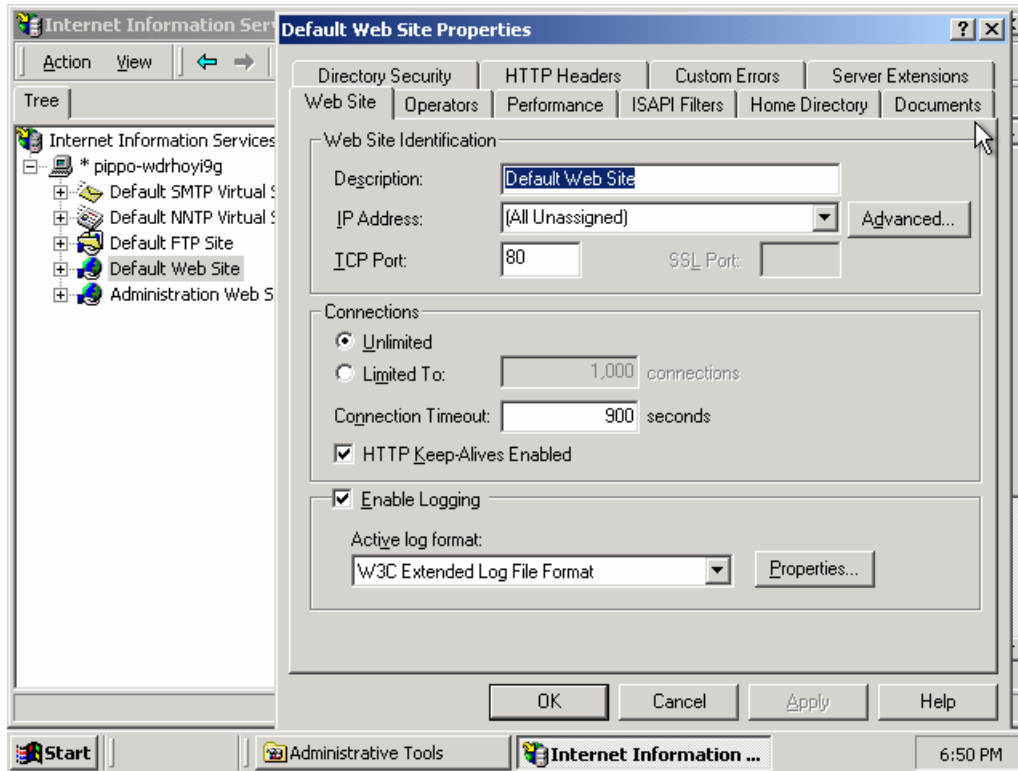 Internet Information Ser
Action View
Tree
Internet Information Services
* pippo-wdrhoyi9g
Default SMTP Virtual S
Default NNTP Virtual S
Default FTP Site
Default Web Site
Administration Web S
Default Web Site Properties
Directory Security HTTP Headers Custom Errors Server Extensions
Web Site Operators Performance ISAPI Filters Home Directory Documents
Web Site Identification
Description: Default Web Site
IP Address: (All Unassigned) Advanced...
TCP Port: 80 SSL Port:
Connections
Unlimited
Limited To: 1,000 connections
Connection Timeout: 900 seconds
HTTP Keep-Alives Enabled
Enable Logging
Active log format:
W3C Extended Log File Format Properties...
OK Cancel Apply Help
Start Administrative Tools Internet Information ... 6:50 PM